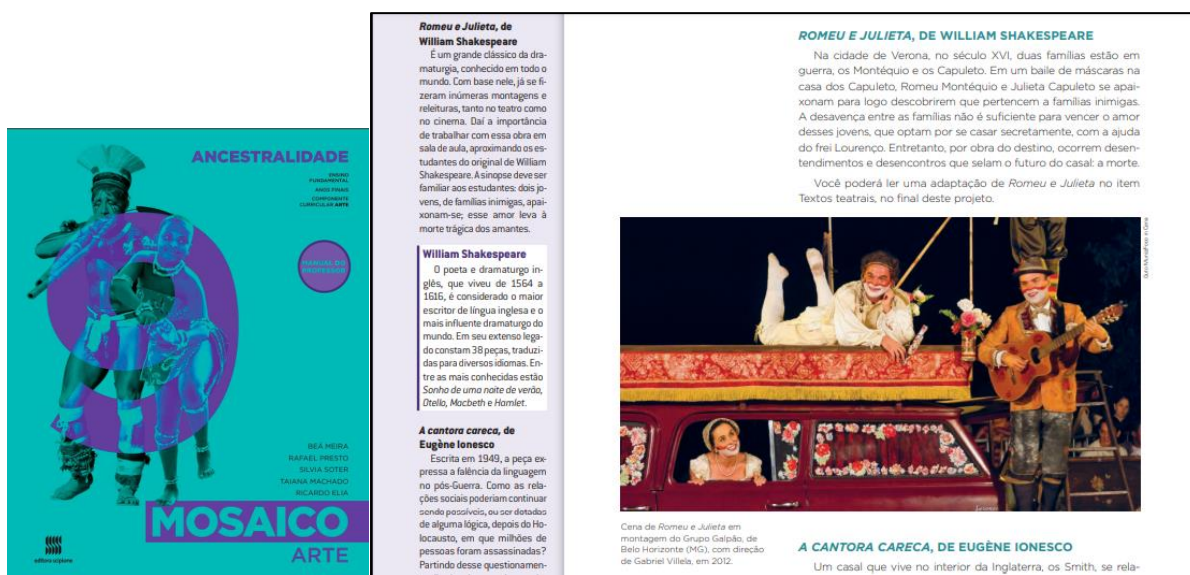 ANCESTRALIDADE
ENSINO
FUNDAMENTAL
ANOS FINAIS
COMPONENTE
CURRICULAR ARTE
MANUAL DO
PROFESSOR
9
BEÁ MEIRA
RAFAEL PRESTO
SILVIA SOTER
TAIANA MACHADO
RICARDO ELIA
MOSAICO
ARTE
editora scipione
Romeu e Julieta, de
William Shakespeare
É um grande clássico da dra-
maturgia, conhecido em todo o
mundo. Com base nele, já se fi-
zeram inúmeras montagens e
releituras, tanto no teatro como
no cinema. Daí a importância
de trabalhar com essa obra em
sala de aula, aproximando os es-
tudantes do original de William
Shakespeare. A sinopse deve ser
familiar aos estudantes: dois jo-
vens, de famílias inimigas, apai-
xonam-se; esse amor leva à
morte trágica dos amantes.
William Shakespeare
O poeta e dramaturgo in-
glês, que viveu de 1564 a
1616, é considerado o maior
escritor de língua inglesa e o
mais influente dramaturgo do
mundo. Em seu extenso lega-
do constam 38 peças, traduzi-
das para diversos idiomas. En-
tre as mais conhecidas estão
Sonho de uma noite de verão,
Otello, Macbeth e Hamlet.
A cantora careca, de
Eugène Ionesco
Escrita em 1949, a peça ex-
pressa a falência da linguagem
no pós-Guerra. Como as rela-
ções sociais poderiam continuar
sendo possíveis, ou ser dotadas
de alguma lógica, depois do Ho-
locausto, em que milhões de
pessoas foram assassinadas?
Partindo desse questionamen-
ROMEU E JULIETA, DE WILLIAM SHAKESPEARE
Na cidade de Verona, no século XVI, duas famílias estão em
guerra, os Montéquio e os Capuleto. Em um baile de máscaras na
casa dos Capuleto, Romeu Montéquio e Julieta Capuleto se apai-
xonam para logo descobrirem que pertencem a famílias inimigas.
A desavença entre as famílias não é suficiente para vencer o amor
desses jovens, que optam por se casar secretamente, com a ajuda
do frei Lourenço. Entretanto, por obra do destino, ocorrem desen-
tendimentos e desencontros que selam o futuro do casal: a morte.
Você poderá ler uma adaptação de Romeu e Julieta no item
Textos teatrais, no final deste projeto.
Cena de Romeu e Julieta em
montagem do Grupo Galpão, de
Belo Horizonte (MG), com direção
de Gabriel Villela, em 2012.
A CANTORA CARECA, DE EUGÈNE IONESCO
Um casal que vive no interior da Inglaterra, os Smith, se rela-